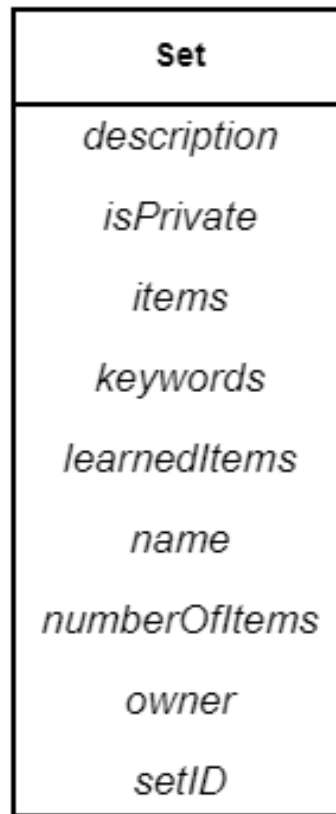 Set
description
isPrivate
items
keywords
learnedItems
name
numberOfItems
owner
setID